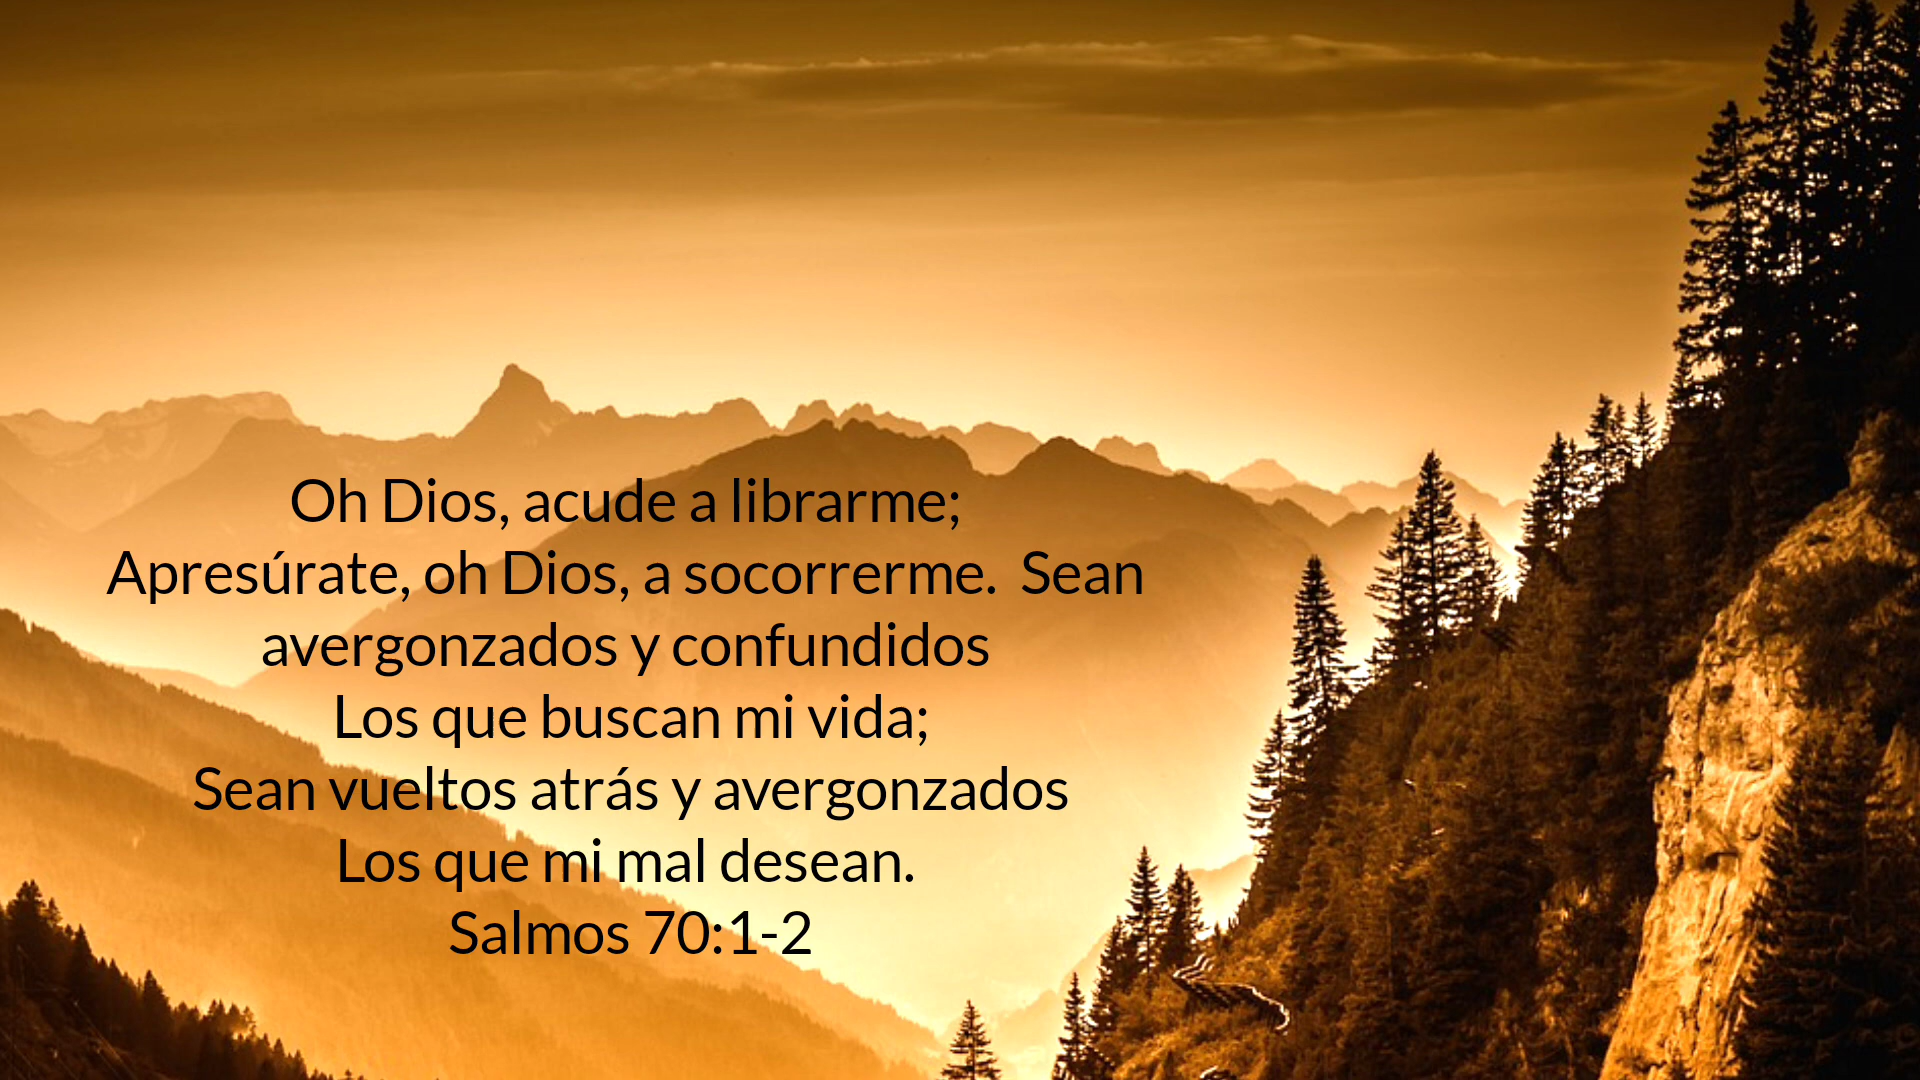 Oh Dios, acude a librarme;
Apresúrate, oh Dios, a socorrerme.  Sean
avergonzados y confundidos
Los que buscan mi vida;
Sean vueltos atrás y avergonzados
Los que mi mal desean.
Salmos 70:1-2